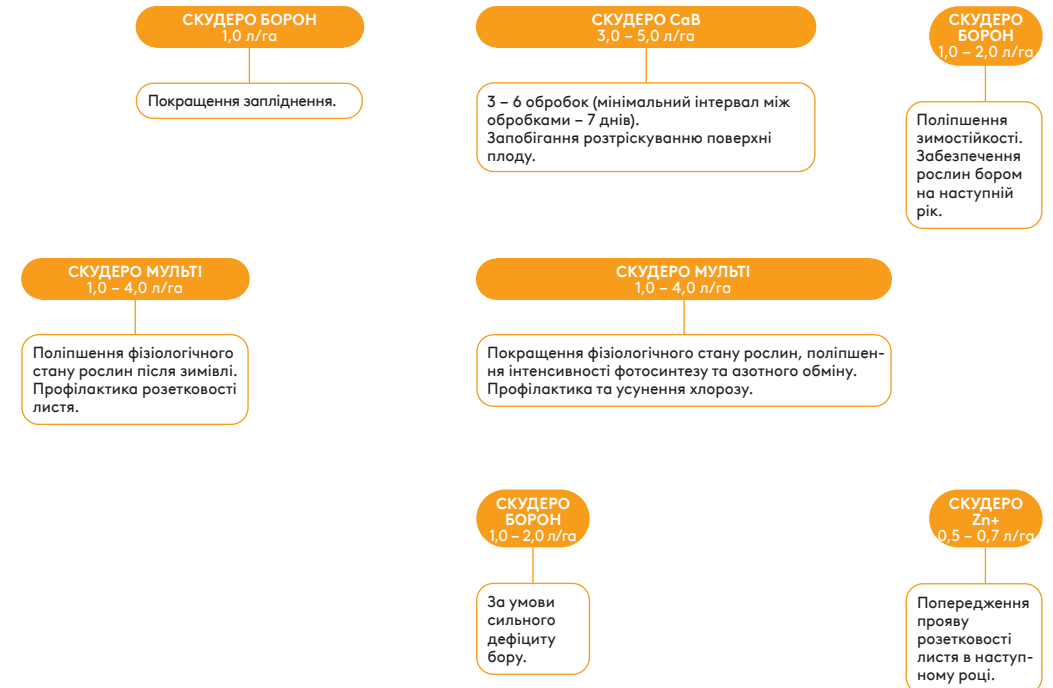 СКУДЕРО БОРОН
1,0 л/га
Покращення запліднення.
СКУДЕРО CaB
3,0 – 5,0 л/га
3 – 6 обробок (мінімальний інтервал між
обробками – 7 днів).
Запобігання розтріскуванню поверхні
плоду.
СКУДЕРО
БОРОН
1,0 – 2,0 л/га
Поліпшення
зимостійкості.
Забезпечення
рослин бором
на наступний
рік.
СКУДЕРО МУЛЬТІ
1,0 – 4,0 л/га
Поліпшення фізіологічного
стану рослин після зимівлі.
Профілактика розетковості
листя.
СКУДЕРО МУЛЬТІ
1,0 – 4,0 л/га
Покращення фізіологічного стану рослин, поліпшен-
ня інтенсивності фотосинтезу та азотного обміну.
Профілактика та усунення хлорозу.
СКУДЕРО
БОРОН
1,0 – 2,0 л/га
За умови
сильного
дефіциту
бору.
СКУДЕРО
Zn+
0,5 – 0,7 л/га
Попередження
прояву
розетковості
листя в наступ-
ному році.